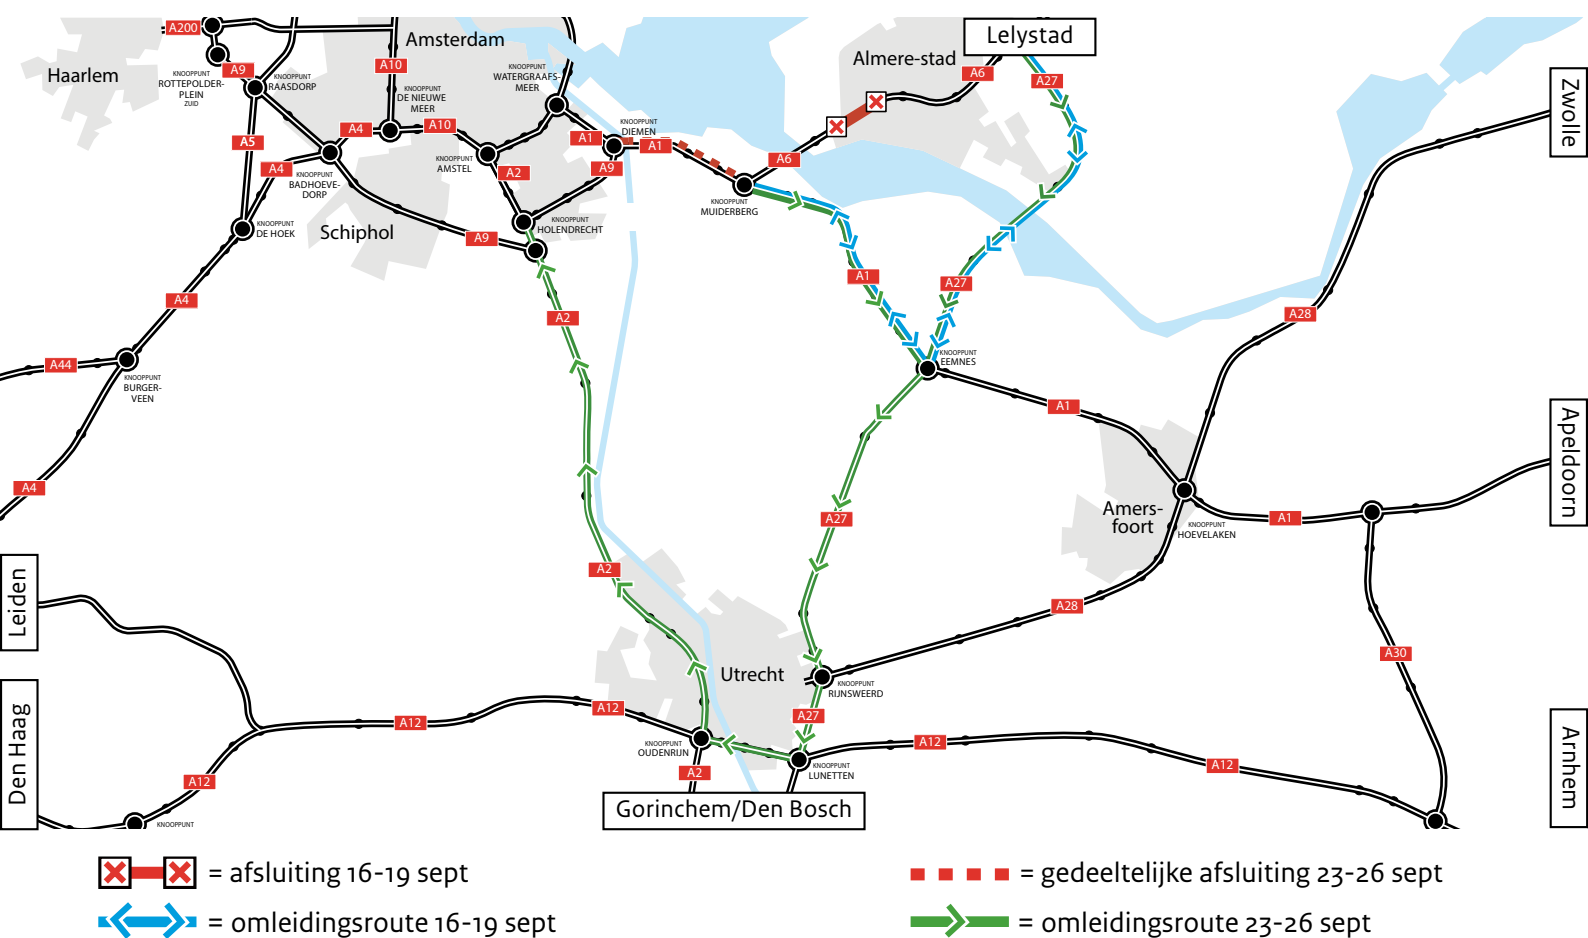 A200
Amsterdam
Lelystad
Haarlem
A9
KNOOPPUNT
ROTTEPOLDER-
PLEIN
ZUID
KNOOPPUNT
RAASDORP
A10
KNOOPPUNT
WATERGRAAFS-
MEER
Almere-stad
A6
A27
Zwolle
KNOOPPUNT
DE NIEUWE
MEER
A5
A4
A10
A1
KNOOPPUNT
DIEMEN
A1
A6
A4
KNOOPPUNT
BADHOEVE-
DORP
KNOOPPUNT
AMSTEL
A2
A9
KNOOPPUNT
MUIDERBERG
KNOOPPUNT
DE HOEK
Schiphol
A9
KNOOPPUNT
HOLENDRECHT
A4
A2
A1
A27
A28
A44
KNOOPPUNT
BURGER-
VEEN
KNOOPPUNT
EEMNES
A1
Apeldoorn
A4
A27
Amers-
foort
KNOOPPUNT
HOEVELAKEN
A1
Leiden
A2
A28
A30
Utrecht
KNOOPPUNT
RIJNSWEERD
Den Haag
A12
A12
KNOOPPUNT
OUDENRIJN
A27
A12
A12
Arnhem
A12
A2
KNOOPPUNT
LUNETTEN
KNOOPPUNT
Gorinchem/Den Bosch
= afsluiting 16-19 sept
= gedeeltelijke afsluiting 23-26 sept
= omleidingsroute 16-19 sept
= omleidingsroute 23-26 sept